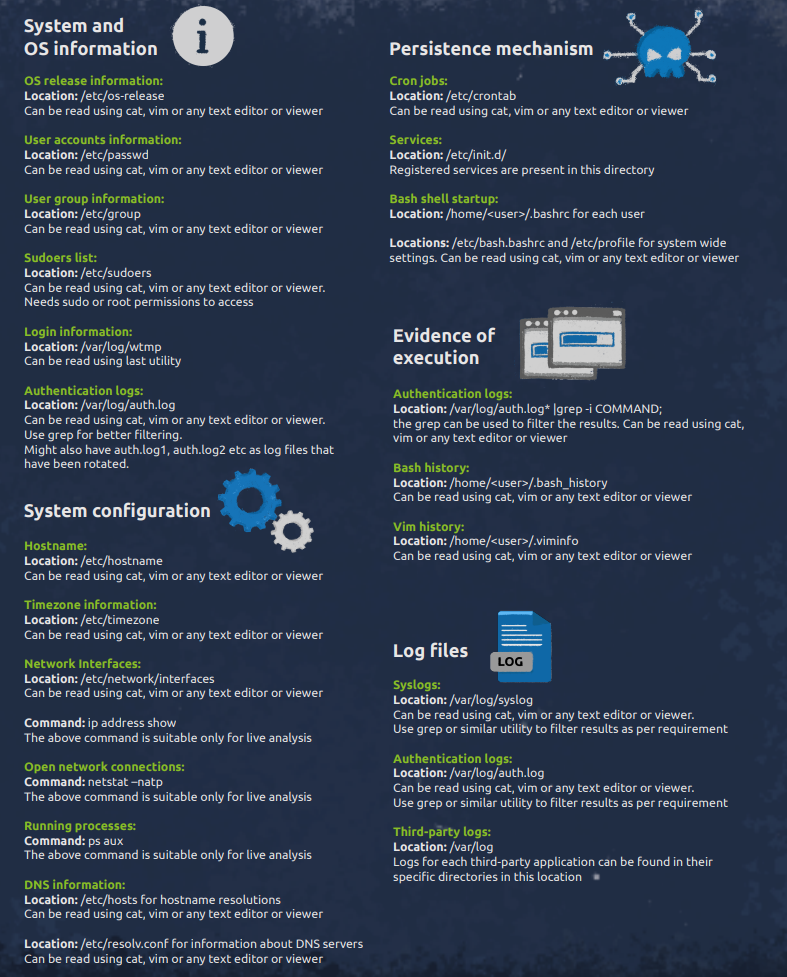 System and
OS information
i
OS release information:
Location: /etc/os-release
Can be read using cat, vim or any text editor or viewer
User accounts information:
Location: /etc/passwd
Can be read using cat, vim or any text editor or viewer
User group information:
Location: /etc/group
Can be read using cat, vim or any text editor or viewer
Sudoers list:
Location: /etc/sudoers
Can be read using cat, vim or any text editor or viewer.
Needs sudo or root permissions to access
Login information:
Location: /var/log/wtmp
Can be read using last utility
Authentication logs:
Location: /var/log/auth.log
Can be read using cat, vim or any text editor or viewer.
Use grep for better filtering.
Might also have auth.log1, auth.log2 etc as log files that
have been rotated.
System configuration
Hostname:
Location: /etc/hostname
Can be read using cat, vim or any text editor or viewer
Timezone information:
Location: /etc/timezone
Can be read using cat, vim or any text editor or viewer
Network Interfaces:
Location: /etc/network/interfaces
Can be read using cat, vim or any text editor or viewer
Command: ip address show
The above command is suitable only for live analysis
Open network connections:
Command: netstat –natp
The above command is suitable only for live analysis
Running processes:
Command: ps aux
The above command is suitable only for live analysis
DNS information:
Location: /etc/hosts for hostname resolutions
Can be read using cat, vim or any text editor or viewer
Location: /etc/resolv.conf for information about DNS servers
Can be read using cat, vim or any text editor or viewer
Persistence mechanism
Cron jobs:
Location: /etc/crontab
Can be read using cat, vim or any text editor or viewer
Services:
Location: /etc/init.d/
Registered services are present in this directory
Bash shell startup:
Location: /home/<user>/.bashrc for each user
Locations: /etc/bash.bashrc and /etc/profile for system wide
settings. Can be read using cat, vim or any text editor or viewer
Evidence of
execution
Authentication logs:
Location: /var/log/auth.log* |grep -i COMMAND;
the grep can be used to filter the results. Can be read using cat,
vim or any text editor or viewer
Bash history:
Location: /home/<user>/.bash_history
Can be read using cat, vim or any text editor or viewer
Vim history:
Location: /home/<user>/.viminfo
Can be read using cat, vim or any text editor or viewer
Log files
LOG
Syslogs:
Location: /var/log/syslog
Can be read using cat, vim or any text editor or viewer.
Use grep or similar utility to filter results as per requirement
Authentication logs:
Location: /var/log/auth.log
Can be read using cat, vim or any text editor or viewer.
Use grep or similar utility to filter results as per requirement
Third-party logs:
Location: /var/log
Logs for each third-party application can be found in their
specific directories in this location